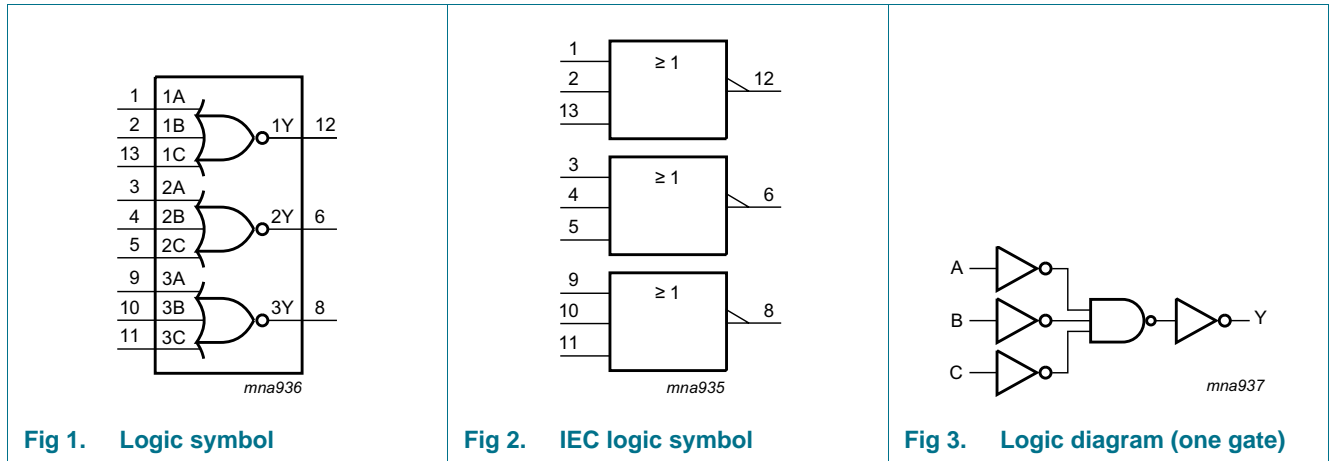 1 1A
2 1B 1Y 12
13 1C
3 2A
4 2B 2Y 6
5 2C
9 3A
10 3B 3Y 8
11 3C
mna936
Fig 1. Logic symbol
1 ≥ 1
2 12
13
3 ≥ 1
4 6
5
9 ≥ 1
10 8
11
mna935
Fig 2. IEC logic symbol
A
B Y
C
mna937
Fig 3. Logic diagram (one gate)